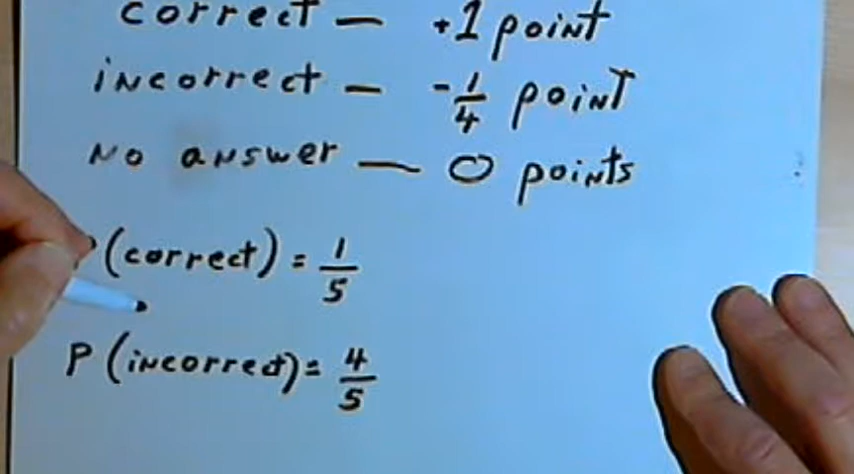 correct — +1 point
incorrect — -1/4 point
No answer — 0 points
(correct) = 1/5
P (incorrect) = 4/5